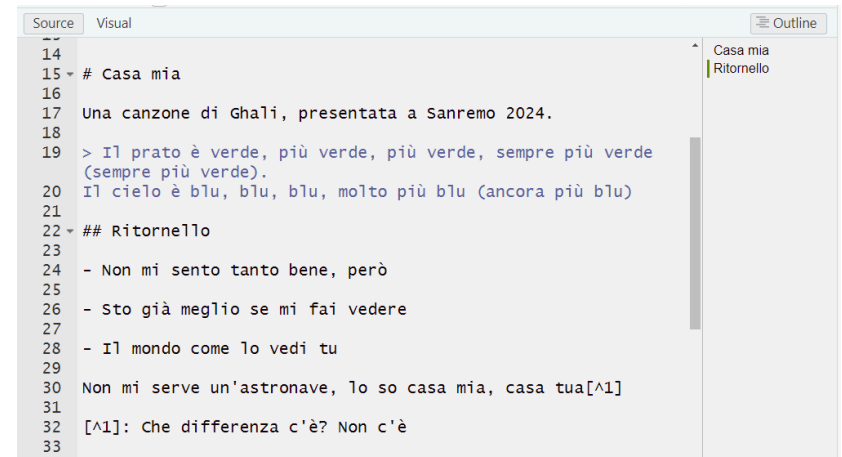 Source Visual Outline
13
14
15 # Casa mia
16
17 Una canzone di Ghali, presentata a Sanremo 2024.
18
19 > Il prato è verde, più verde, più verde, sempre più verde
(sempre più verde).
20 Il cielo è blu, blu, blu, molto più blu (ancora più blu)
21
22 ## Ritornello
23
24 - Non mi sento tanto bene, però
25
26 - Sto già meglio se mi fai vedere
27
28 - Il mondo come lo vedi tu
29
30 Non mi serve un'astronave, lo so casa mia, casa tua[^1]
31
32 [^1]: Che differenza c'è? Non c'è
33
Casa mia
Ritornello